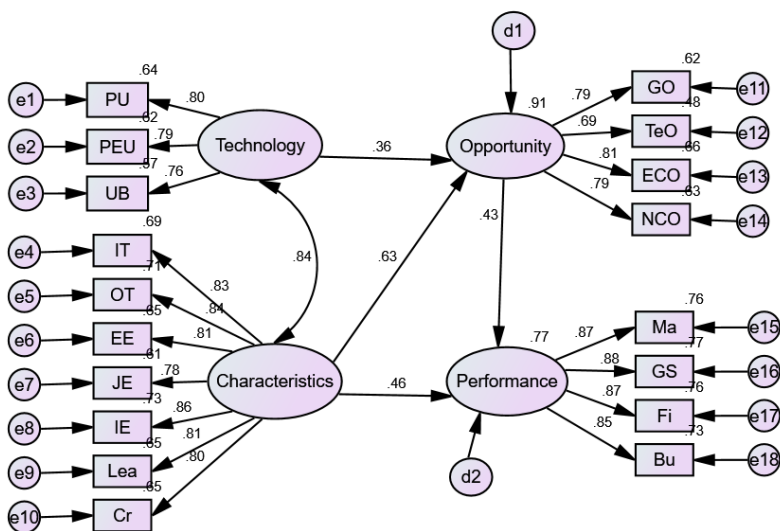 d1
.64
.62
e1
PU
.80
.91
.79
GO
e11
.62
.48
e2
PEU
.79
Technology
.36
Opportunity
.69
TeO
e12
.57
.66
e3
UB
.76
.81
ECO
e13
.63
.79
NCO
e14
.69
.43
e4
IT
.84
.63
.71
.83
e5
OT
.84
.65
.76
e6
EE
.81
.77
.87
Ma
e15
.61
.77
e7
JE
.78
Characteristics
.46
Performance
.88
GS
e16
.73
.76
e8
IE
.86
.87
Fi
e17
.65
.81
.85
.73
e9
Lea
.80
d2
Bu
e18
.65
e10
Cr